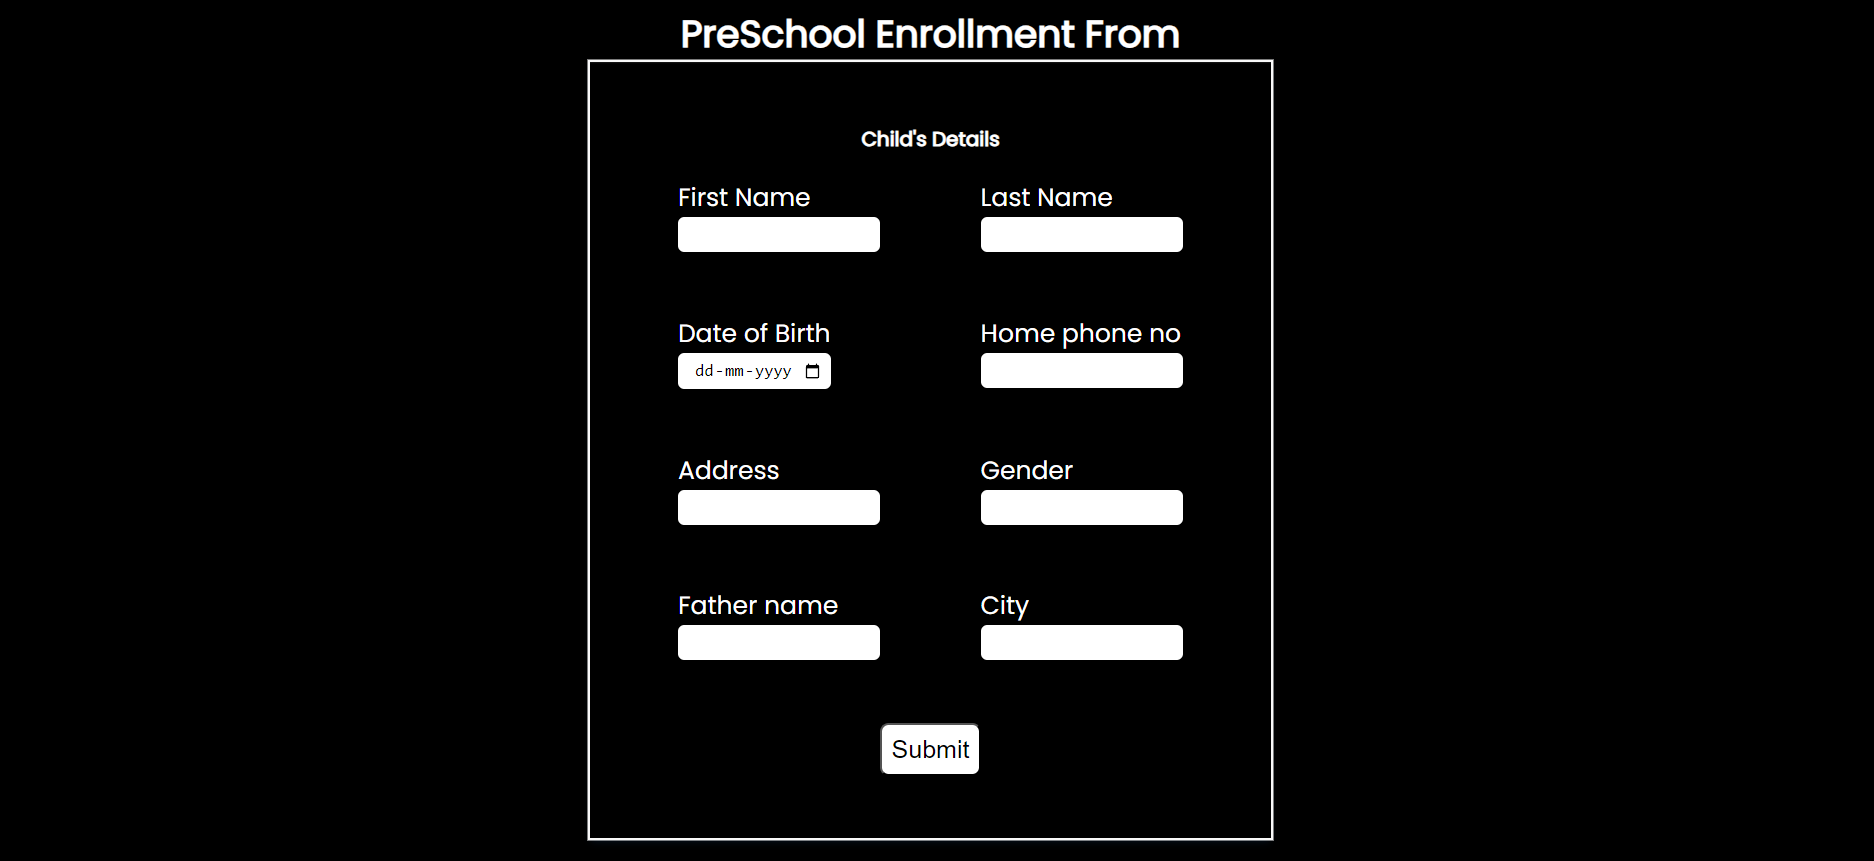 PreSchool Enrollment From
Child's Details
First Name Last Name
Date of Birth Home phone no
dd-mm-yyyy
Address Gender
Father name City
Submit